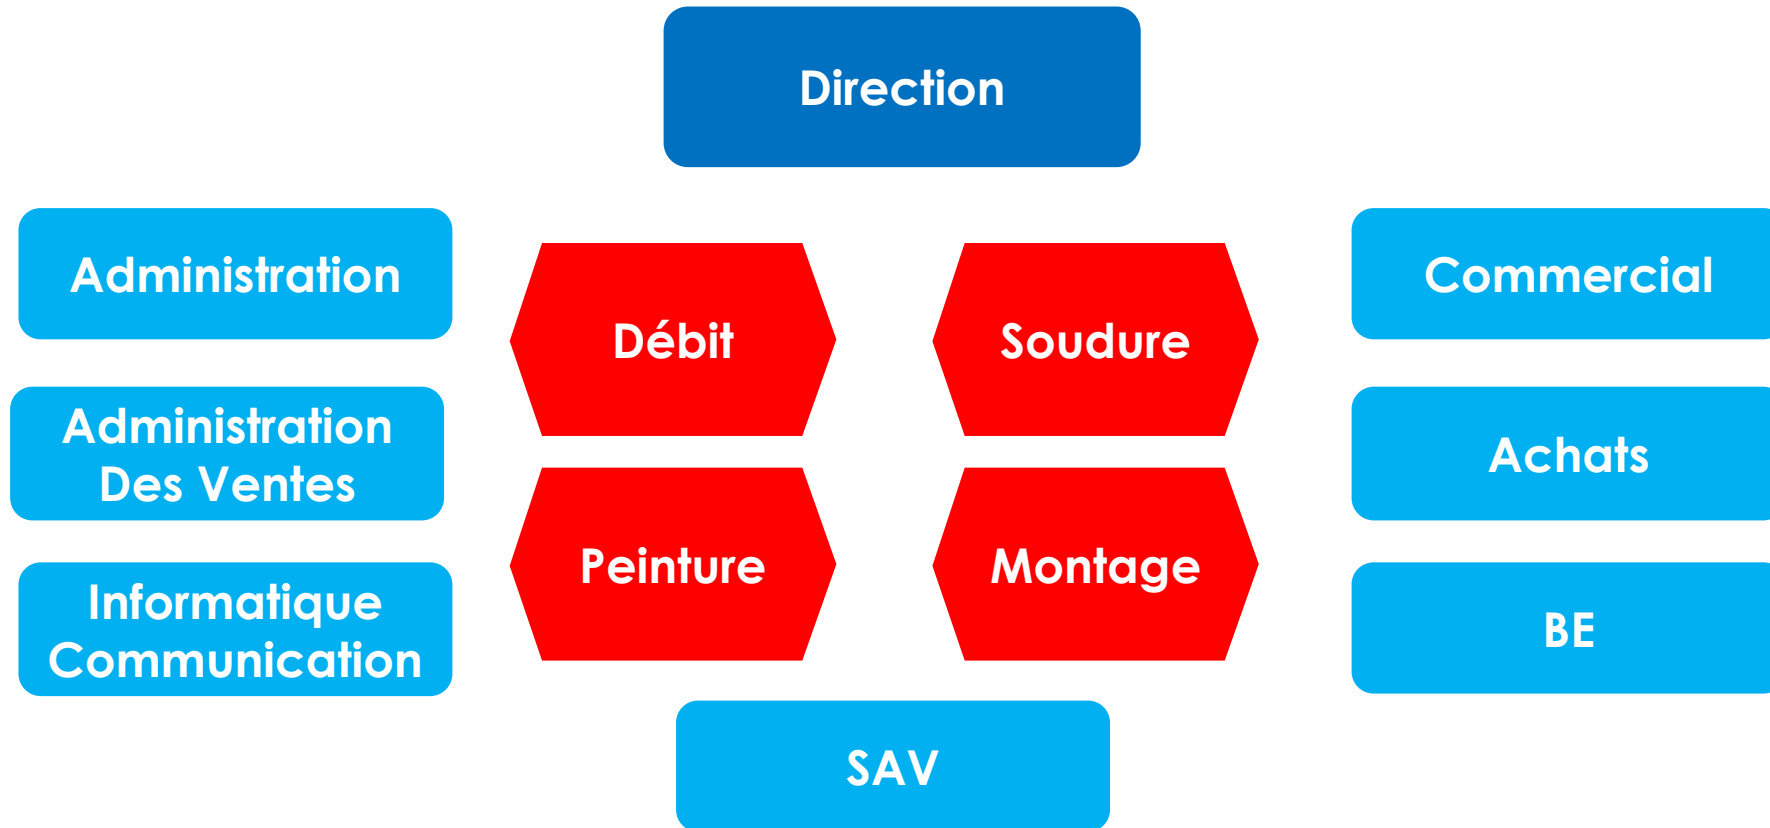 Direction
Administration
Commercial
Débit
Soudure
Administration
Des Ventes
Achats
Peinture
Montage
Informatique
Communication
BE
SAV